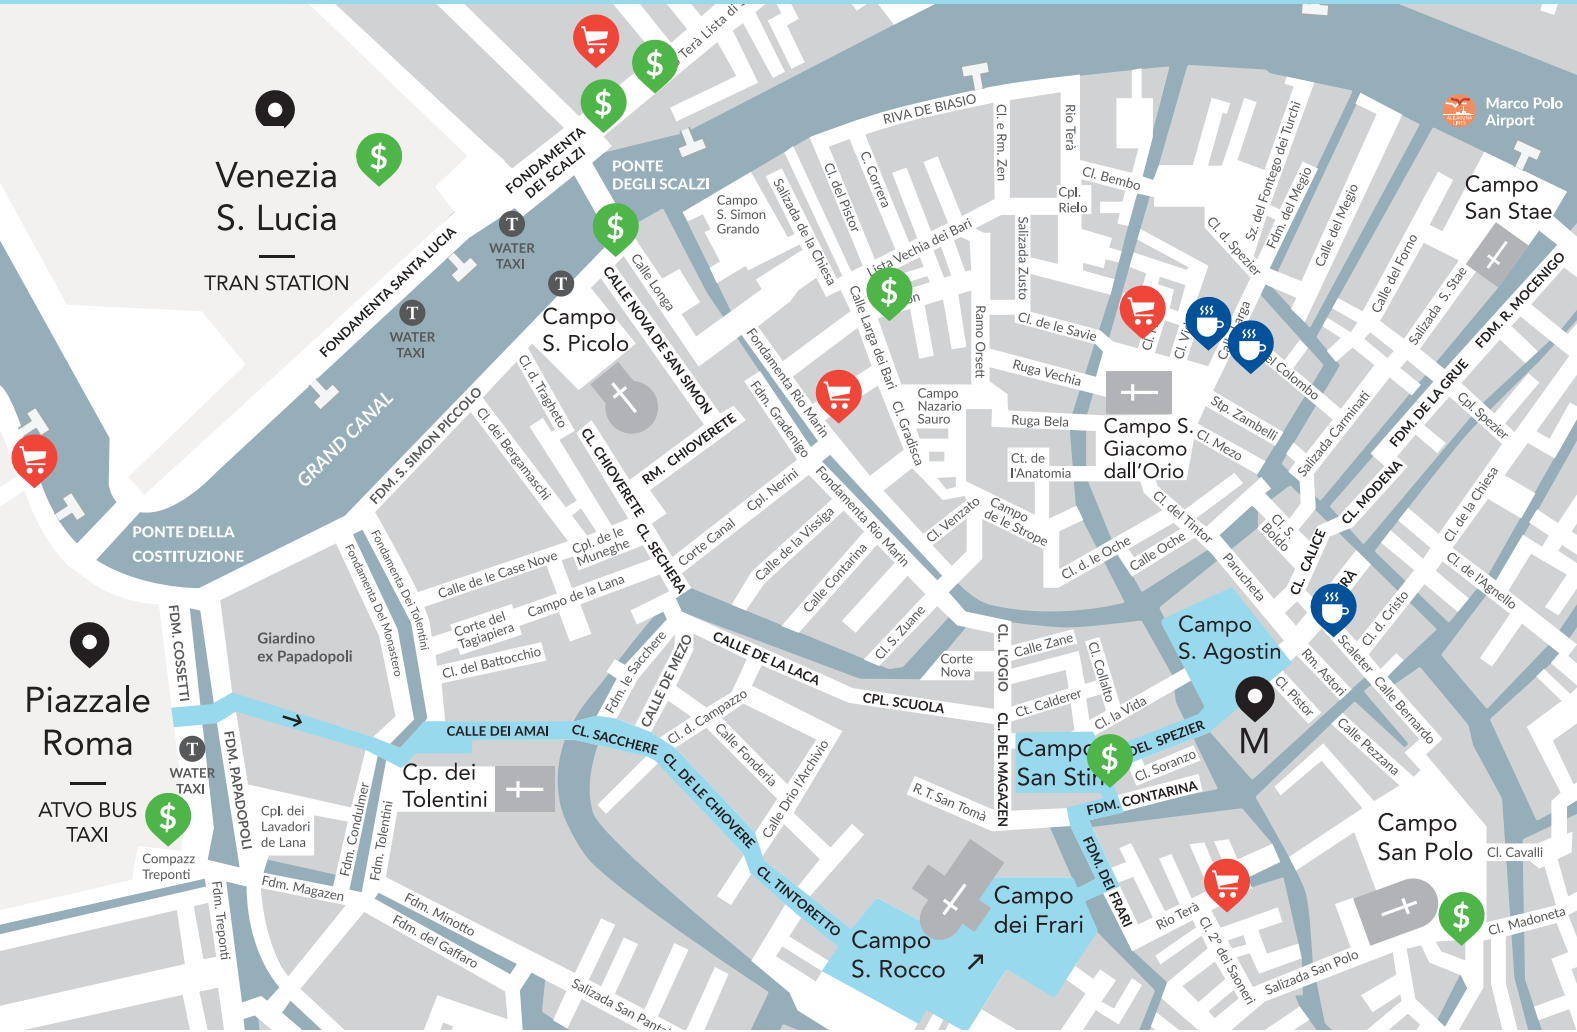 Terà Lista di
FONDAMENTA
DEI SCALZI
PONTE
DEGLI SCALZI
RIVA DE BIASIO
Cl. e Rm. Zen
Rio Terà
Cl. Bembo
Cpl.
Rielo
Sz. del Fontego dei Turchi
Fdm. del Megio
Calle del Megio
Cl. d. Spezier
Calle del Forno
Salizada S. Stae
Marco Polo
Airport
Campo
San Stae
FDM. R. MOCENIGO
Venezia
S. Lucia
TRAN STATION
T
WATER
TAXI
T
WATER
TAXI
T
FONDAMENTA SANTA LUCIA
GRAND CANAL
FDM. S. SIMON PICCOLO
Campo
S. Picolo
Calle Longa
CALLE NOVA DE SAN SIMON
Campo
S. Simon
Grando
Salizada de la Chiesa
Cl. del Pistor
C. Correra
Lista Vechia dei Bari
Calle Larga dei Bari
Cl. Gradisca
Salizada Zusto
Ramo Orsett
Cl. de le Savie
Ruga Vechia
Ruga Bela
Campo
Nazario
Sauro
Ct. de
l'Anatomia
Campo S.
Giacomo
dall'Orio
Stp. Zambelli
Cl. Mezo
el Colombo
Salizada Carminati
FDM. DE LA GRUE
Cpl. Spezier
CL. MODENA
Cl. de la Chiesa
Cl. de l'Agnello
Cl. d. Tragheto
Cl. dei Bergamaschi
CL. CHIOVERETE
RM. CHIOVERETE
Fondamenta Rio Marin
Fdm. Gradenigo
Fondamenta Rio Marin
Cl. Venzato
Campo
de le Strope
Cl. d. le Oche
Calle Oche
Cl. del Tintor
Parucheta
Cl. S.
Boldo
CL. CALICE
RÀ
Scaleter
Cl. d. Cristo
PONTE DELLA
COSTITUZIONE
Fondamenta Dei Tolentini
Fondamenta Del Monastero
Calle de le Case Nove
Cpl. de le
Muneghe
Campo de la Lana
Corte del
Tagiapiera
Cl. del Battocchio
CL. SECHERA
Corte Canal
Cpl. Nerini
Calle de la Vissiga
Calle Contarina
Cl. S. Zuane
Corte
Nova
CL. L'OGIO
Calle Zane
Cl. Collalto
Ct. Calderer
Cl. la Vida
Campo
S. Agostin
Rm. Astori
Cl. Pistor
Calle Bernardo
Calle Pezzana
FDM. COSSETTI
Giardino
ex Papadopoli
Piazzale
Roma
ATVO BUS
TAXI
T
WATER
TAXI
FDM. PAPADOPOLI
CALLE DEI AMAI
CL. SACCHERE
Fdm. le Sacchere
CALLE DE MEZO
CALLE DE LA LACA
CPL. SCUOLA
CL. DEL MAGAZEN
Cl. d. Campazzo
Calle Fonderia
Calle Drio l'Archivio
CL. DE LE CHIOVERE
CL. TINTORETTO
Cp. dei
Tolentini
Campo
San Stin
DEL SPEZIER
Cl. Soranzo
M
FDM. CONTARINA
R. T. San Tomà
FDM. DEI FRARI
Compazz
Treponti
Cpl. dei
Lavadori
de Lana
Fdm. Condulmer
Fdm. Tolentini
Fdm. Magazen
Fdm. Treponti
Fdm. Minotto
Fdm. del Gaffaro
Salizada San Panta
Campo
S. Rocco
Campo
dei Frari
Rio Terà
Cl. 2° dei Saoneri
Salizada San Polo
Campo
San Polo
Cl. Cavalli
Cl. Madoneta